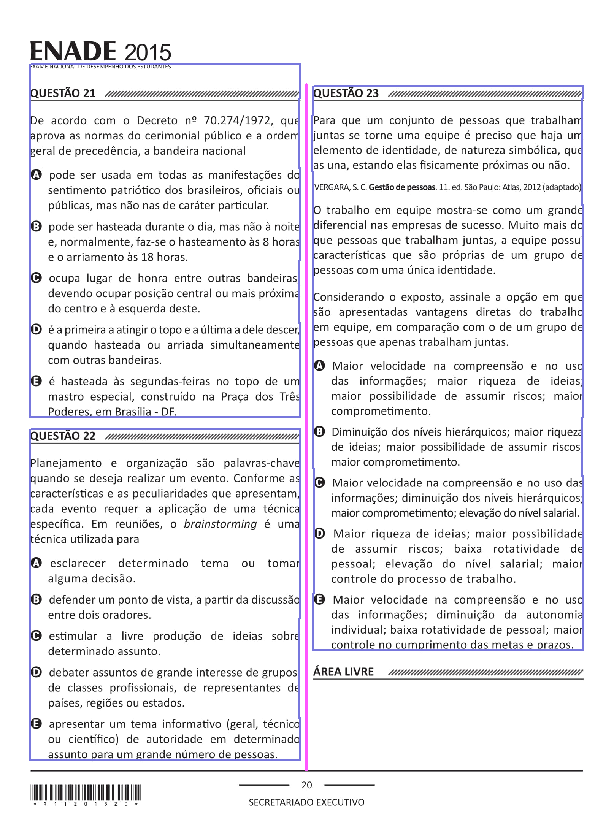 ENADE 2015
EXAME NACIONAL DE DESEMPENHO DOS ESTUDANTES
QUESTÃO 21
De acordo com o Decreto nº 70.274/1972, que
aprova as normas do cerimonial público e a ordem
geral de precedência, a bandeira nacional
A pode ser usada em todas as manifestações do
sentimento patriótico dos brasileiros, oficiais ou
públicas, mas não nas de caráter particular.
B pode ser hasteada durante o dia, mas não à noite
e, normalmente, faz-se o hasteamento às 8 horas
e o arriamento às 18 horas.
C ocupa lugar de honra entre outras bandeiras
devendo ocupar posição central ou mais próxima
do centro e à esquerda deste.
D é a primeira a atingir o topo e a última a dele descer,
quando hasteada ou arriada simultaneamente
com outras bandeiras.
E é hasteada às segundas-feiras no topo de um
mastro especial, construído na Praça dos Três
Poderes, em Brasília - DF.
QUESTÃO 22
Planejamento e organização são palavras-chave
quando se deseja realizar um evento. Conforme as
características e as peculiaridades que apresentam,
cada evento requer a aplicação de uma técnica
específica. Em reuniões, o brainstorming é uma
técnica utilizada para
A esclarecer determinado tema ou tomar
alguma decisão.
B defender um ponto de vista, a partir da discussão
entre dois oradores.
C estimular a livre produção de ideias sobre
determinado assunto.
D debater assuntos de grande interesse de grupos
de classes profissionais, de representantes de
países, regiões ou estados.
E apresentar um tema informativo (geral, técnico
ou científico) de autoridade em determinado
assunto para um grande número de pessoas.
QUESTÃO 23
Para que um conjunto de pessoas que trabalham
juntas se torne uma equipe é preciso que haja um
elemento de identidade, de natureza simbólica, que
as una, estando elas fisicamente próximas ou não.
VERGARA, S. C. Gestão de pessoas. 11. ed. São Paulo: Atlas, 2012 (adaptado)
O trabalho em equipe mostra-se como um grande
diferencial nas empresas de sucesso. Muito mais do
que pessoas que trabalham juntas, a equipe possui
características que são próprias de um grupo de
pessoas com uma única identidade.
Considerando o exposto, assinale a opção em que
são apresentadas vantagens diretas do trabalho
em equipe, em comparação com o de um grupo de
pessoas que apenas trabalham juntas.
A Maior velocidade na compreensão e no uso
das informações; maior riqueza de ideias;
maior possibilidade de assumir riscos; maior
comprometimento.
B Diminuição dos níveis hierárquicos; maior riqueza
de ideias; maior possibilidade de assumir riscos
maior comprometimento.
C Maior velocidade na compreensão e no uso das
informações; diminuição dos níveis hierárquicos;
maior comprometimento; elevação do nível salarial.
D Maior riqueza de ideias; maior possibilidade
de assumir riscos; baixa rotatividade de
pessoal; elevação do nível salarial; maior
controle do processo de trabalho.
E Maior velocidade na compreensão e no uso
das informações; diminuição da autonomia
individual; baixa rotatividade de pessoal; maior
controle no cumprimento das metas e prazos.
ÁREA LIVRE
20
SECRETARIADO EXECUTIVO